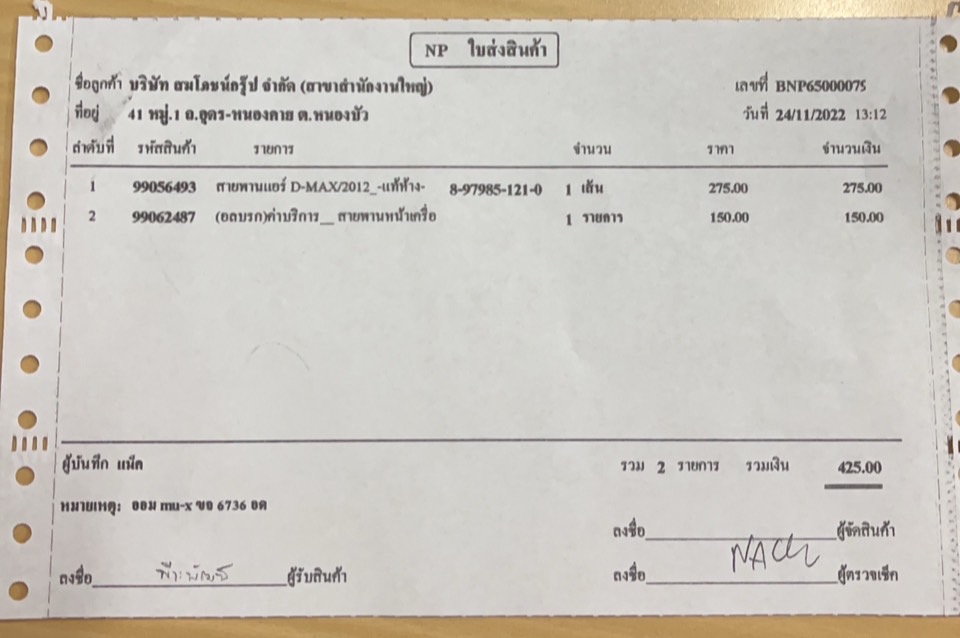 NP ใบส่งสินค้า
ชื่อลูกค้า บริษัท อมโภชน์กรุ๊ป จำกัด (สาขาสำนักงานใหญ่) เลขที่ BNP65000075
ที่อยู่ 41 หมู่.1 ถ.อุดร-หนองคาย ต.หนองบัว วันที่ 24/11/2022 13:12
ลำดับที่ รหัสสินค้า รายการ จำนวน ราคา จำนวนเงิน
1 99056493 สายพานแอร์ D-MAX/2012_-แท้ห้าง- 8-97985-121-0 1 เส้น 275.00 275.00
2 99062487 (อลบรก)ค่าบริการ__ สายพานหน้าเครื่อ 1 รายการ 150.00 150.00
ผู้บันทึก แน็ค รวม 2 รายการ รวมเงิน 425.00
หมายเหตุ: ออม mu-x ขอ 6736 อด
ลงชื่อ ผู้จัดสินค้า
ลงชื่อ ผู้รับสินค้า ลงชื่อ ผู้ตรวจเช็ค